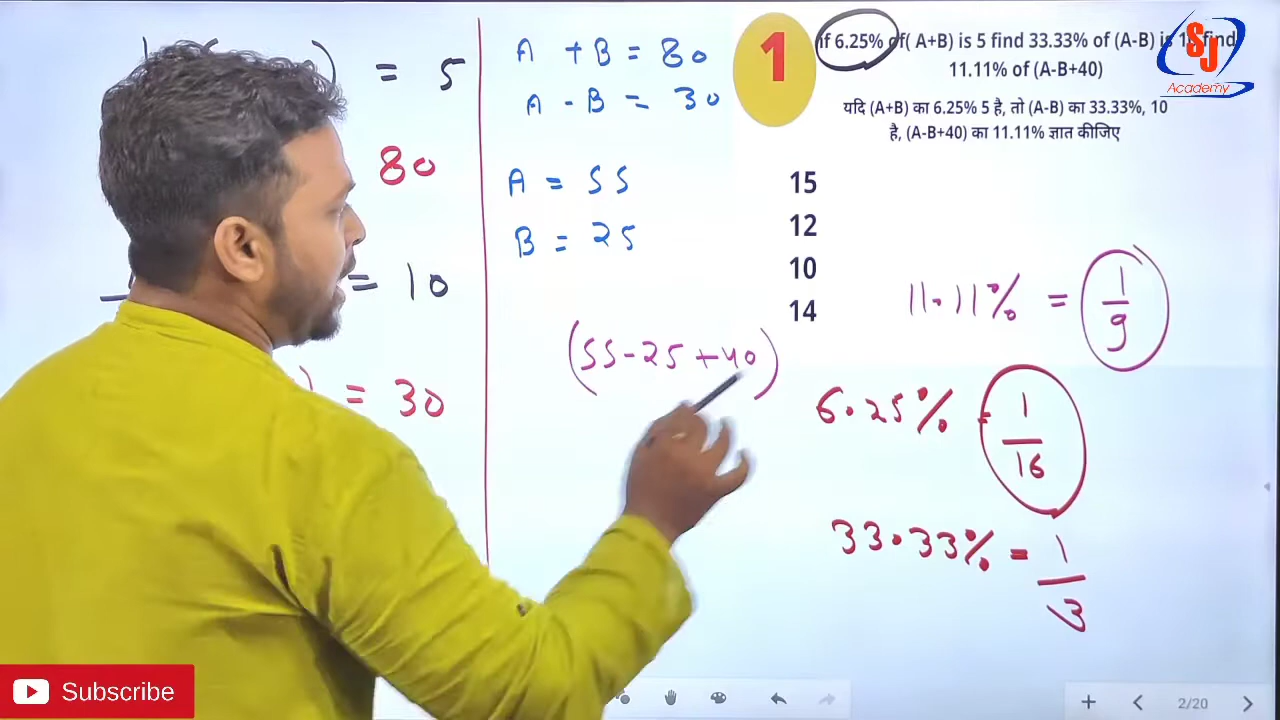 = 5
80
= 10
= 30
A + B = 80
A - B = 30
A = 55
B = 25
(55-25+40)
1
If 6.25% of( A+B) is 5 find 33.33% of (A-B) is find
11.11% of (A-B+40)
यदि (A+B) का 6.25% 5 है, तो (A-B) का 33.33%, 10
है, (A-B+40) का 11.11% ज्ञात कीजिए
15
12
10
14
11.11% = 1/9
6.25% = 1/16
33.33% = 1/3
SJ
Academy
Subscribe
2/20